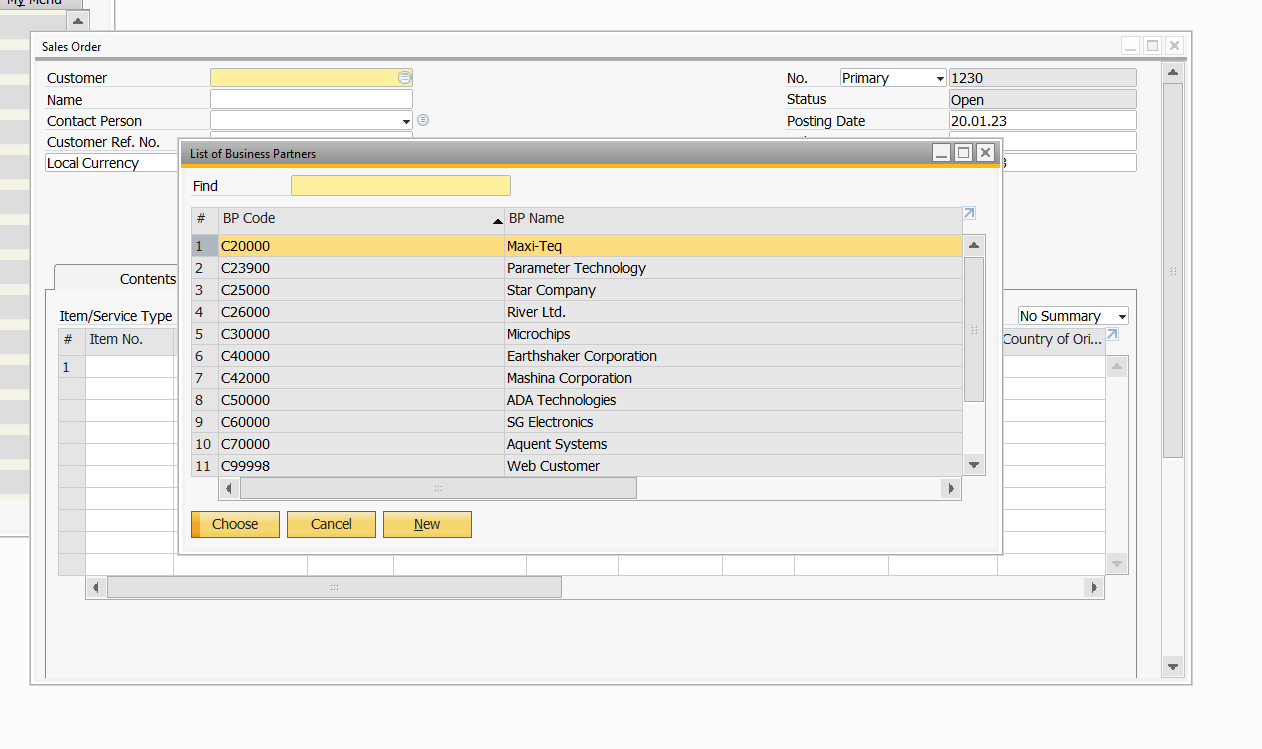 My Menu
Sales Order
Customer
No. Primary 1230
Name
Status Open
Contact Person
Posting Date 20.01.23
Customer Ref. No.
Local Currency
List of Business Partners
Find
# BP Code BP Name
1 C20000 Maxi-Teq
2 C23900 Parameter Technology
3 C25000 Star Company
4 C26000 River Ltd.
5 C30000 Microchips
6 C40000 Earthshaker Corporation
7 C42000 Mashina Corporation
8 C50000 ADA Technologies
9 C60000 SG Electronics
10 C70000 Aquent Systems
11 C99998 Web Customer
Choose Cancel New
Contents
Item/Service Type
No Summary
# Item No. Country of Ori...
1